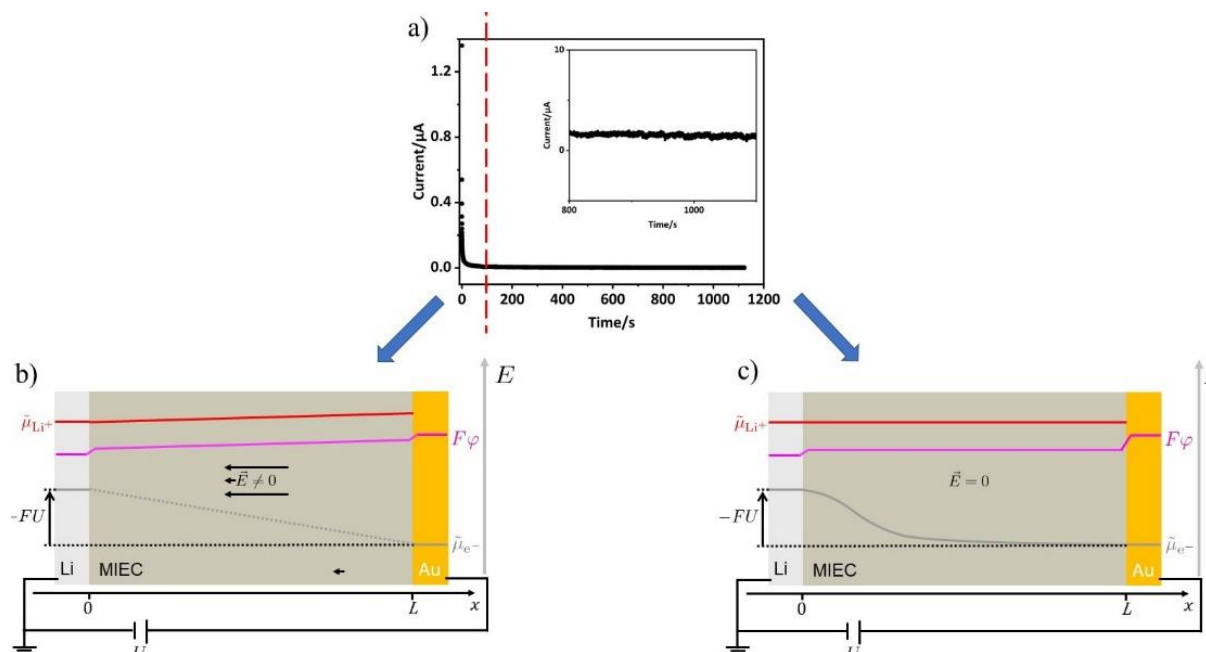 a)
1.2
0.8
0.4
0.0
Current/μA
0 200 400 600 800 1000 1200
Time/s
10
0
Current/μA
800 1000
Time/s
b)
E
μ̃Li+
Fφ
E⃗ ≠ 0
-FU
μ̃e−
Li MIEC Au
0 L x
c)
μ̃Li+
Fφ
E⃗ = 0
-FU
μ̃e−
Li MIEC Au
0 L x